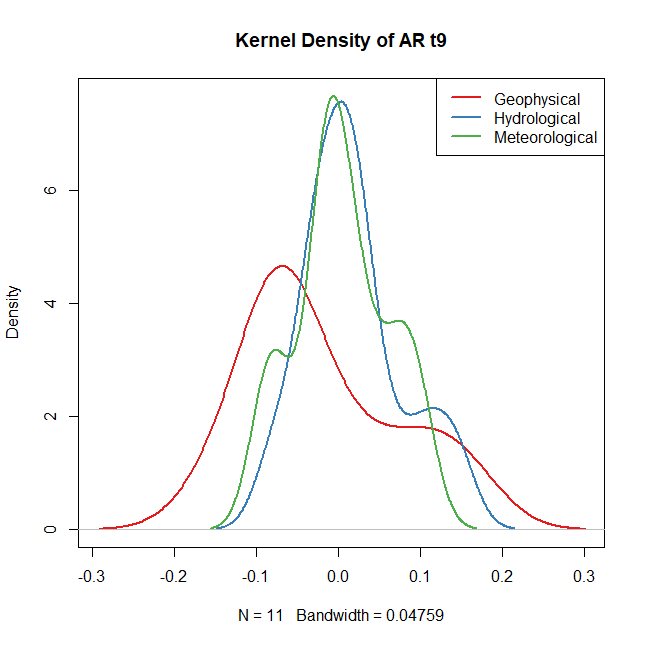 Kernel Density of AR t9
Geophysical
Hydrological
Meteorological
Density
6
4
2
0
-0.3 -0.2 -0.1 0.0 0.1 0.2 0.3
N = 11 Bandwidth = 0.04759